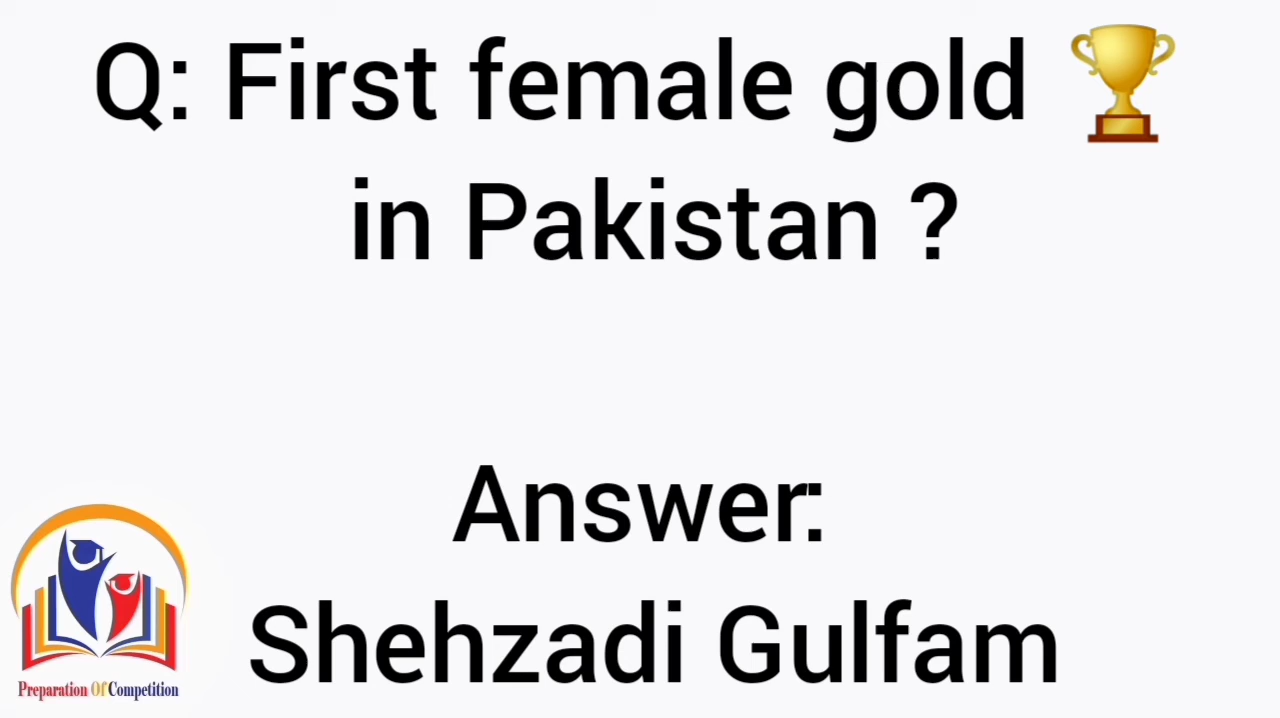 Q: First female gold 🏆
in Pakistan ?
Answer:
Shehzadi Gulfam
Preparation Of Competition